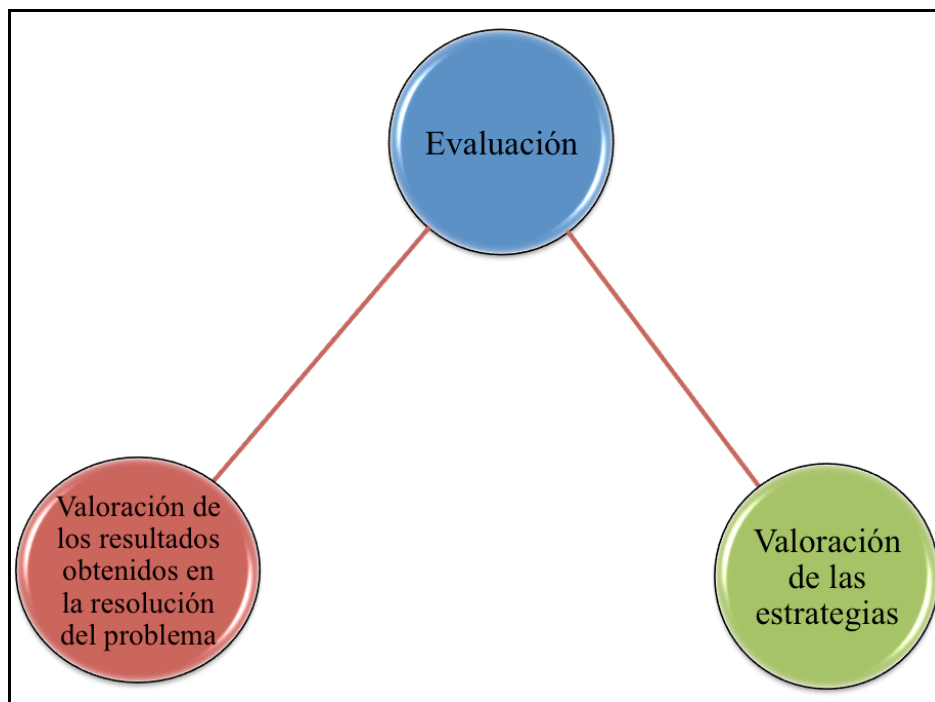 Evaluación
Valoración de
los resultados
obtenidos en
la resolución
del problema
Valoración
de las
estrategias